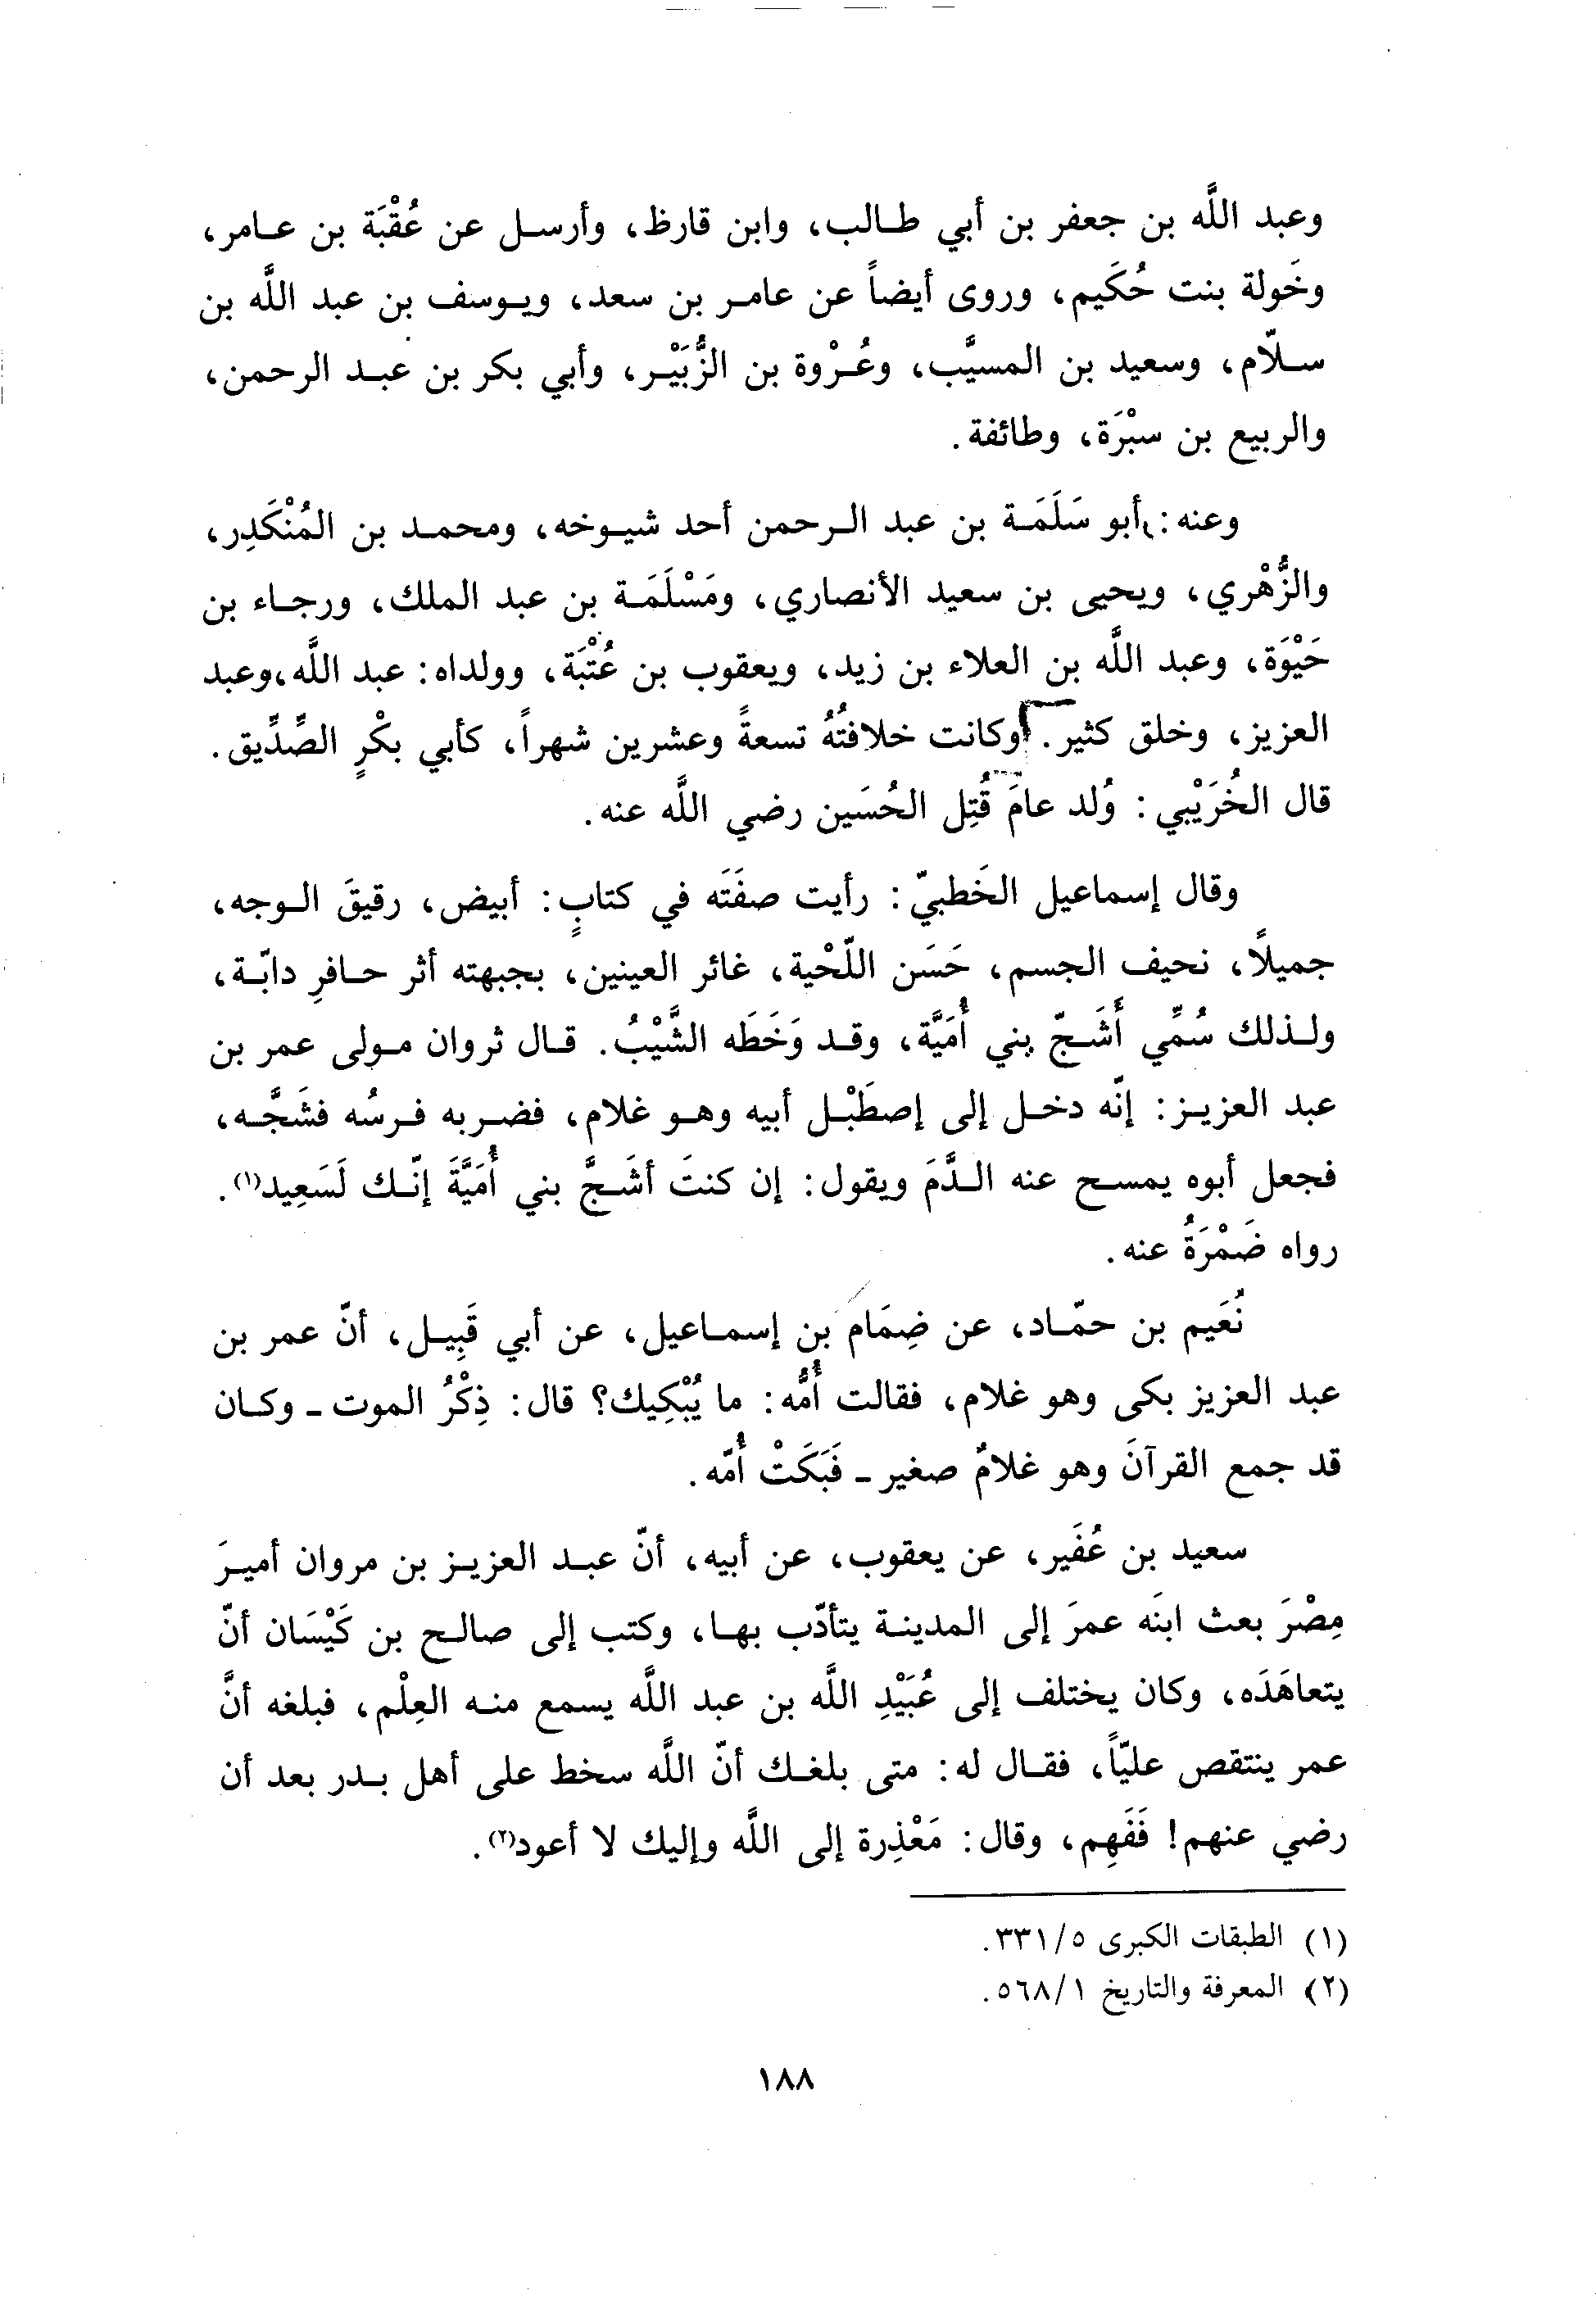 وعبد اللَّه بن جعفر بن أبي طالب، وابن قارظ، وأرسل عن عُقْبَة بن عامر،
وخَولة بنت حُكَيم، وروى أيضاً عن عامر بن سعد، ويوسف بن عبد اللَّه بن
سلّام، وسعيد بن المسيَّب، وعُرْوة بن الزُّبَيْر، وأبي بكر بن عبد الرحمن،
والربيع بن سبْرَة، وطائفة.
وعنه: أبو سَلَمَة بن عبد الرحمن أحد شيوخه، ومحمد بن المُنْكَدِر،
والزُّهْري، ويحيى بن سعيد الأنصاري، ومَسْلَمَة بن عبد الملك، ورجاء بن
حَيْوَة، وعبد اللَّه بن العلاء بن زيد، ويعقوب بن عُتْبَة، وولداه: عبد اللَّه، وعبد
العزيز، وخلق كثير. وكانت خلافتُهُ تسعةً وعشرين شهراً، كأبي بكْرٍ الصِّدِّيق.
قال الخُرَيْبي: وُلد عامَ قُتِل الحُسَين رضي اللَّه عنه.
وقال إسماعيل الخَطبيّ: رأيت صفَتَه في كتابٍ: أبيض، رقيقَ الوجه،
جميلًا، نحيف الجسم، حَسَن اللّحْية، غائر العينين، بجبهته أثر حافرِ دابّة،
ولذلك سُمِّي أَشَجّ بني أُمَيَّة، وقد وَخَطَه الشَّيْبُ. قال ثروان مولى عمر بن
عبد العزيز: إنّه دخل إلى إصطَبْل أبيه وهو غلام، فضربه فرسُه فشَجَّه،
فجعل أبوه يمسح عنه الدَّمَ ويقول: إن كنتَ أشَجَّ بني أُمَيَّةَ إنّك لَسَعِيد(١).
رواه ضَمْرَةُ عنه.
نُعَيم بن حمّاد، عن ضِمَام بن إسماعيل، عن أبي قَبِيل، أنّ عمر بن
عبد العزيز بكى وهو غلام، فقالت أُمُّه: ما يُبْكِيك؟ قال: ذِكْرُ الموت ـ وكان
قد جمع القرآنَ وهو غلامٌ صغير ـ فَبَكَتْ أُمّه.
سعيد بن عُفَير، عن يعقوب، عن أبيه، أنّ عبد العزيز بن مروان أميرَ
مِصْرَ بعث ابنَه عمرَ إلى المدينة يتأدّب بها، وكتب إلى صالح بن كَيْسَان أنّ
يتعاهَدَه، وكان يختلف إلى عُبَيْدِ اللَّه بن عبد اللَّه يسمع منه العِلْم، فبلغه أنَّ
عمر ينتقص عليّاً، فقال له: متى بلغك أنّ اللَّه سخط على أهل بدر بعد أن
رضي عنهم! فَفَهِم، وقال: مَعْذِرة إلى اللَّه وإليك لا أعود(٢).
(١) الطبقات الكبرى ٥/٣٣١.
(٢) المعرفة والتاريخ ١/٥٦٨.
١٨٨